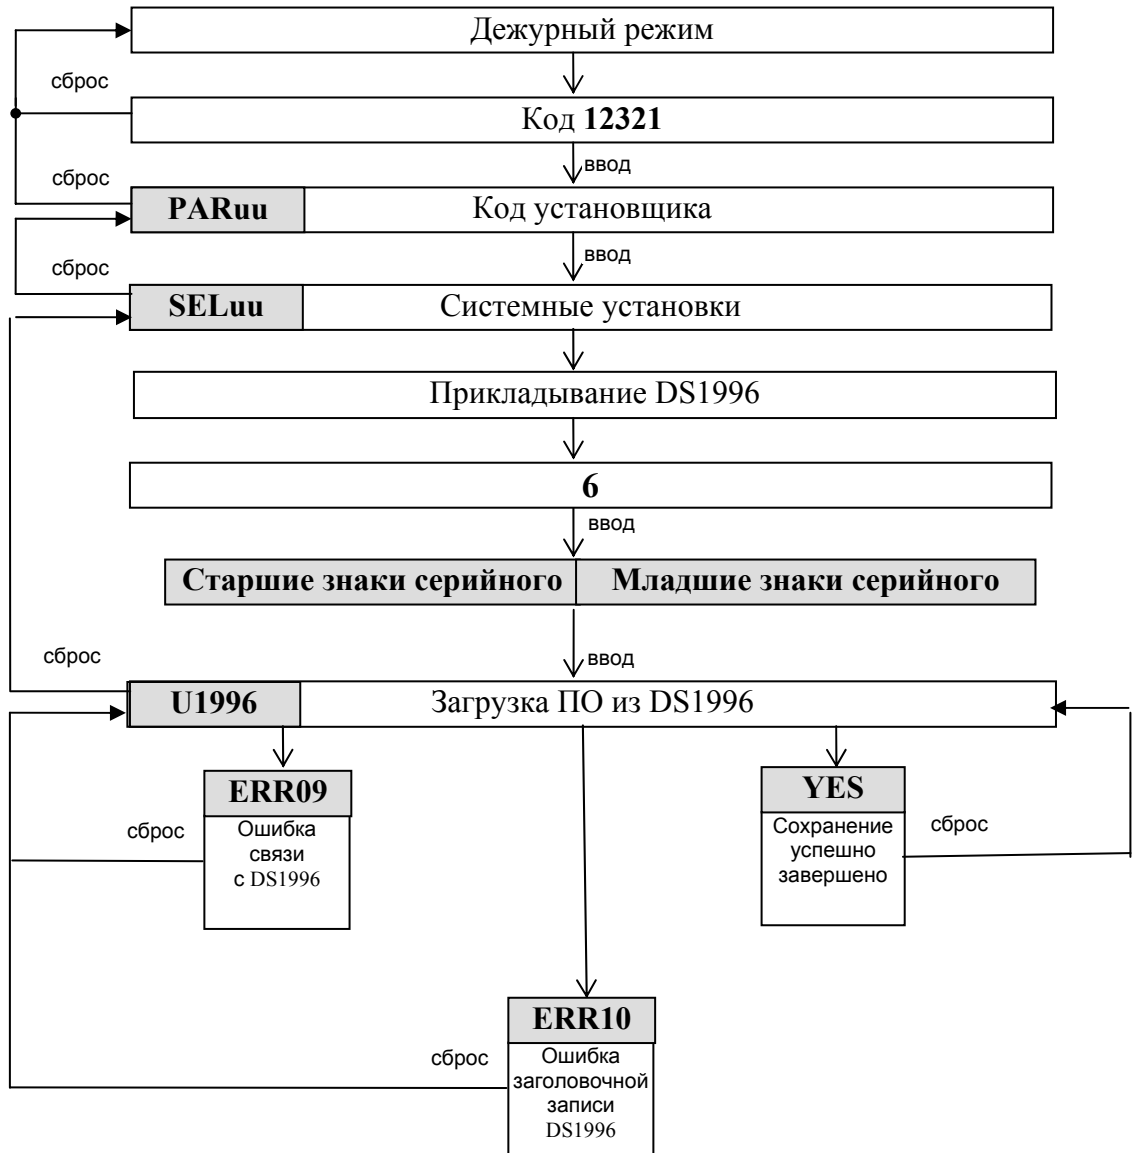 Дежурный режим
сброс
Код 12321
ввод
сброс
PARuu Код установщика
ввод
сброс
SELuu Системные установки
Прикладывание DS1996
6
ввод
Старшие знаки серийного Младшие знаки серийного
ввод
сброс
U1996 Загрузка ПО из DS1996
ERR09
Ошибка
связи
с DS1996
сброс
YES
Сохранение
успешно
завершено
сброс
ERR10
Ошибка
заголовочной
записи
DS1996
сброс